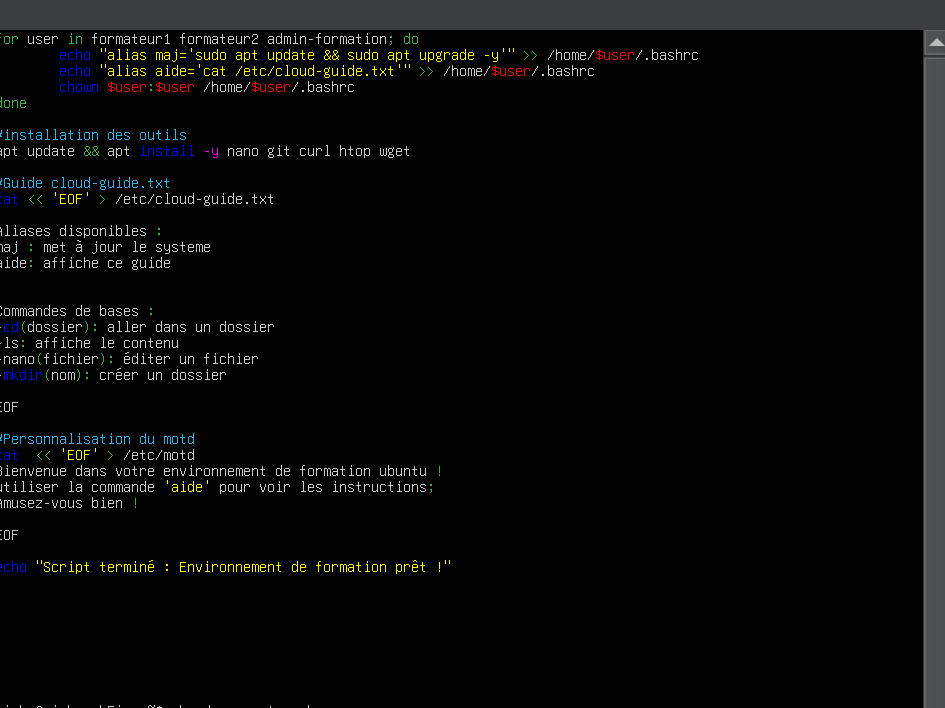 for user in formateur1 formateur2 admin-formation; do
echo "alias maj='sudo apt update && sudo apt upgrade -y'" >> /home/$user/.bashrc
echo "alias aide='cat /etc/cloud-guide.txt'" >> /home/$user/.bashrc
chown $user:$user /home/$user/.bashrc
done
#installation des outils
apt update && apt install -y nano git curl htop wget
#Guide cloud-guide.txt
cat << 'EOF' > /etc/cloud-guide.txt
Aliases disponibles :
maj : met à jour le systeme
aide: affiche ce guide
Commandes de bases :
-cd(dossier): aller dans un dossier
-ls: affiche le contenu
-nano(fichier): éditer un fichier
-mkdir(nom): créer un dossier
EOF
#Personnalisation du motd
cat << 'EOF' > /etc/motd
Bienvenue dans votre environnement de formation ubuntu !
utiliser la commande 'aide' pour voir les instructions;
Amusez-vous bien !
EOF
echo "Script terminé : Environnement de formation prêt !"